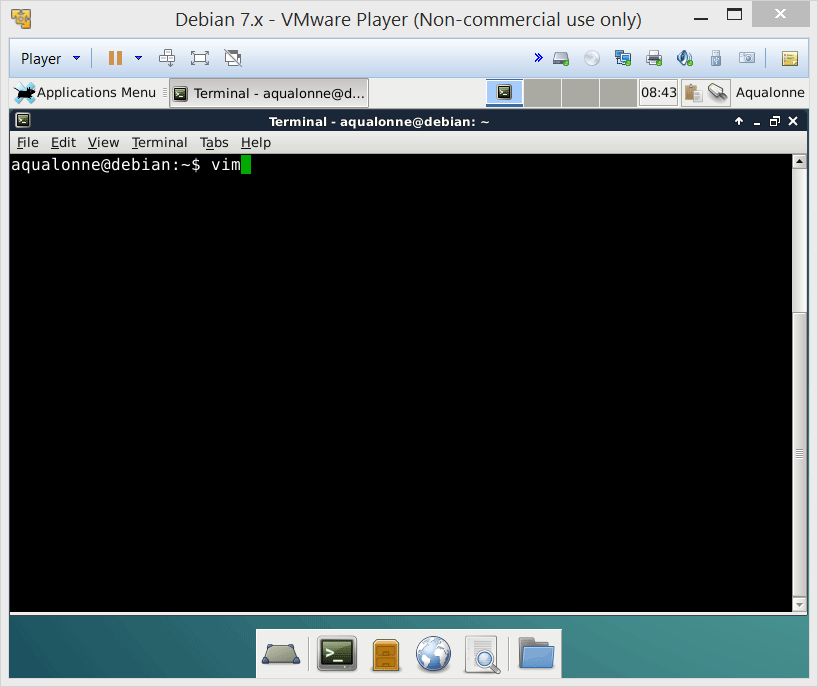 Debian 7.x - VMware Player (Non-commercial use only)
Player
Applications Menu
Terminal - aqualonne@d...
08:43
Aqualonne
Terminal - aqualonne@debian: ~
File Edit View Terminal Tabs Help
aqualonne@debian:~$ vim